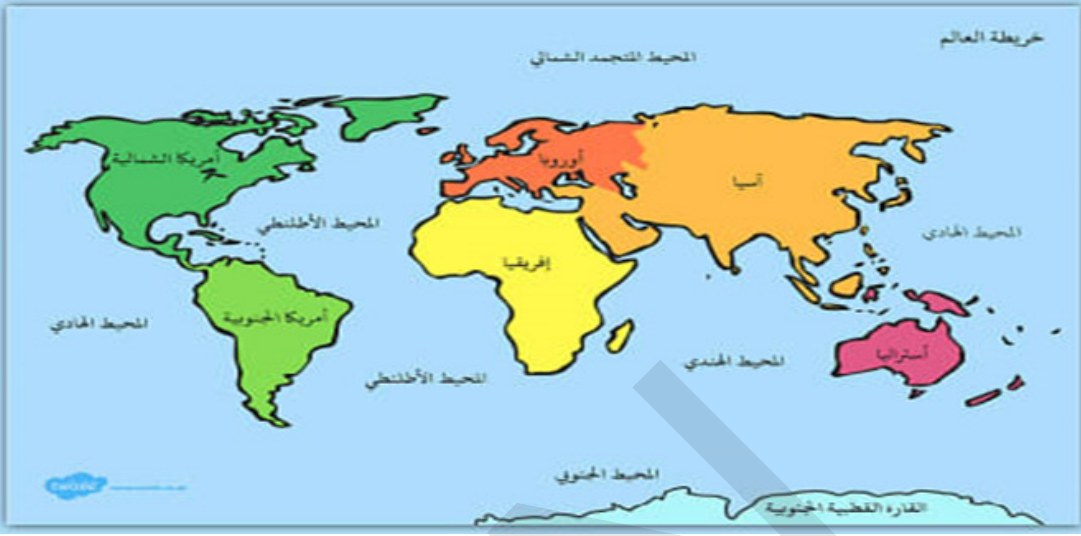 خريطة العالم
المحيط المتجمد الشمالي
أمريكا الشمالية
أوروبا
آسيا
المحيط الأطلنطي
المحيط الهادي
إفريقيا
أمريكا الجنوبية
المحيط الهادي
أستراليا
المحيط الهندي
المحيط الأطلنطي
المحيط الجنوبي
twinkl
القارة القطبية الجنوبية